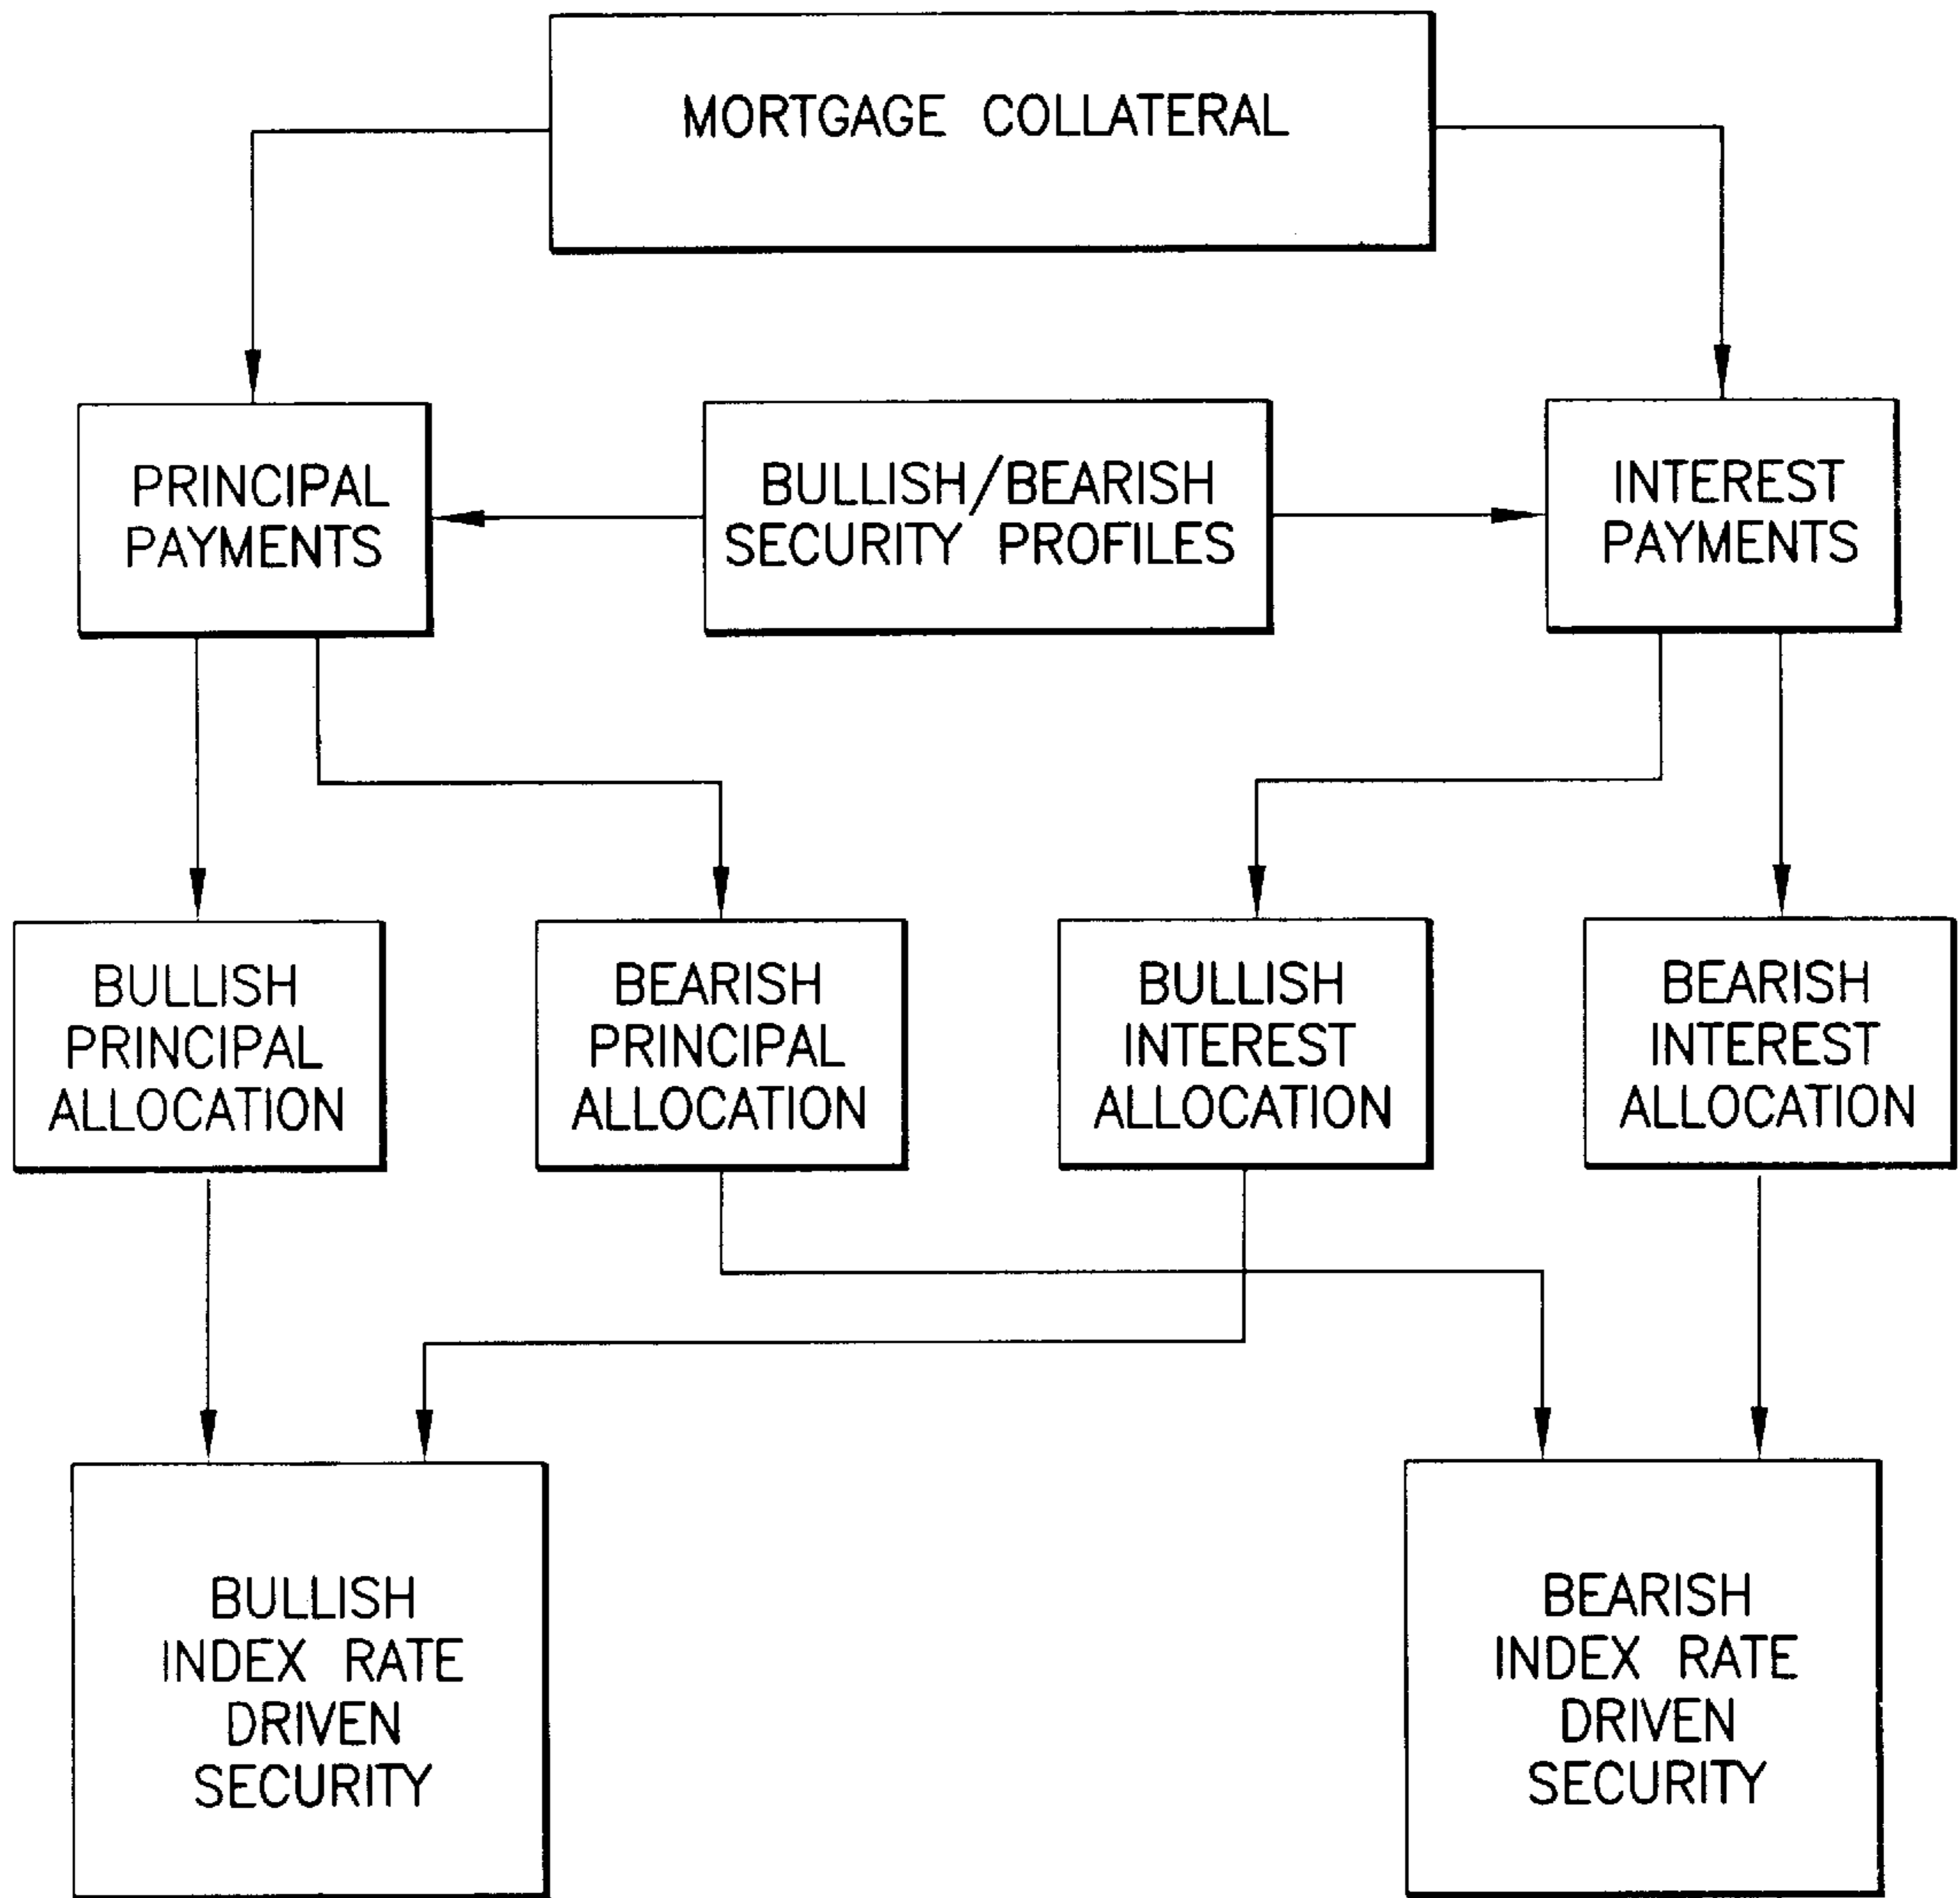 MORTGAGE COLLATERAL
PRINCIPAL
PAYMENTS
BULLISH/BEARISH
SECURITY PROFILES
INTEREST
PAYMENTS
BULLISH
PRINCIPAL
ALLOCATION
BEARISH
PRINCIPAL
ALLOCATION
BULLISH
INTEREST
ALLOCATION
BEARISH
INTEREST
ALLOCATION
BULLISH
INDEX RATE
DRIVEN
SECURITY
BEARISH
INDEX RATE
DRIVEN
SECURITY